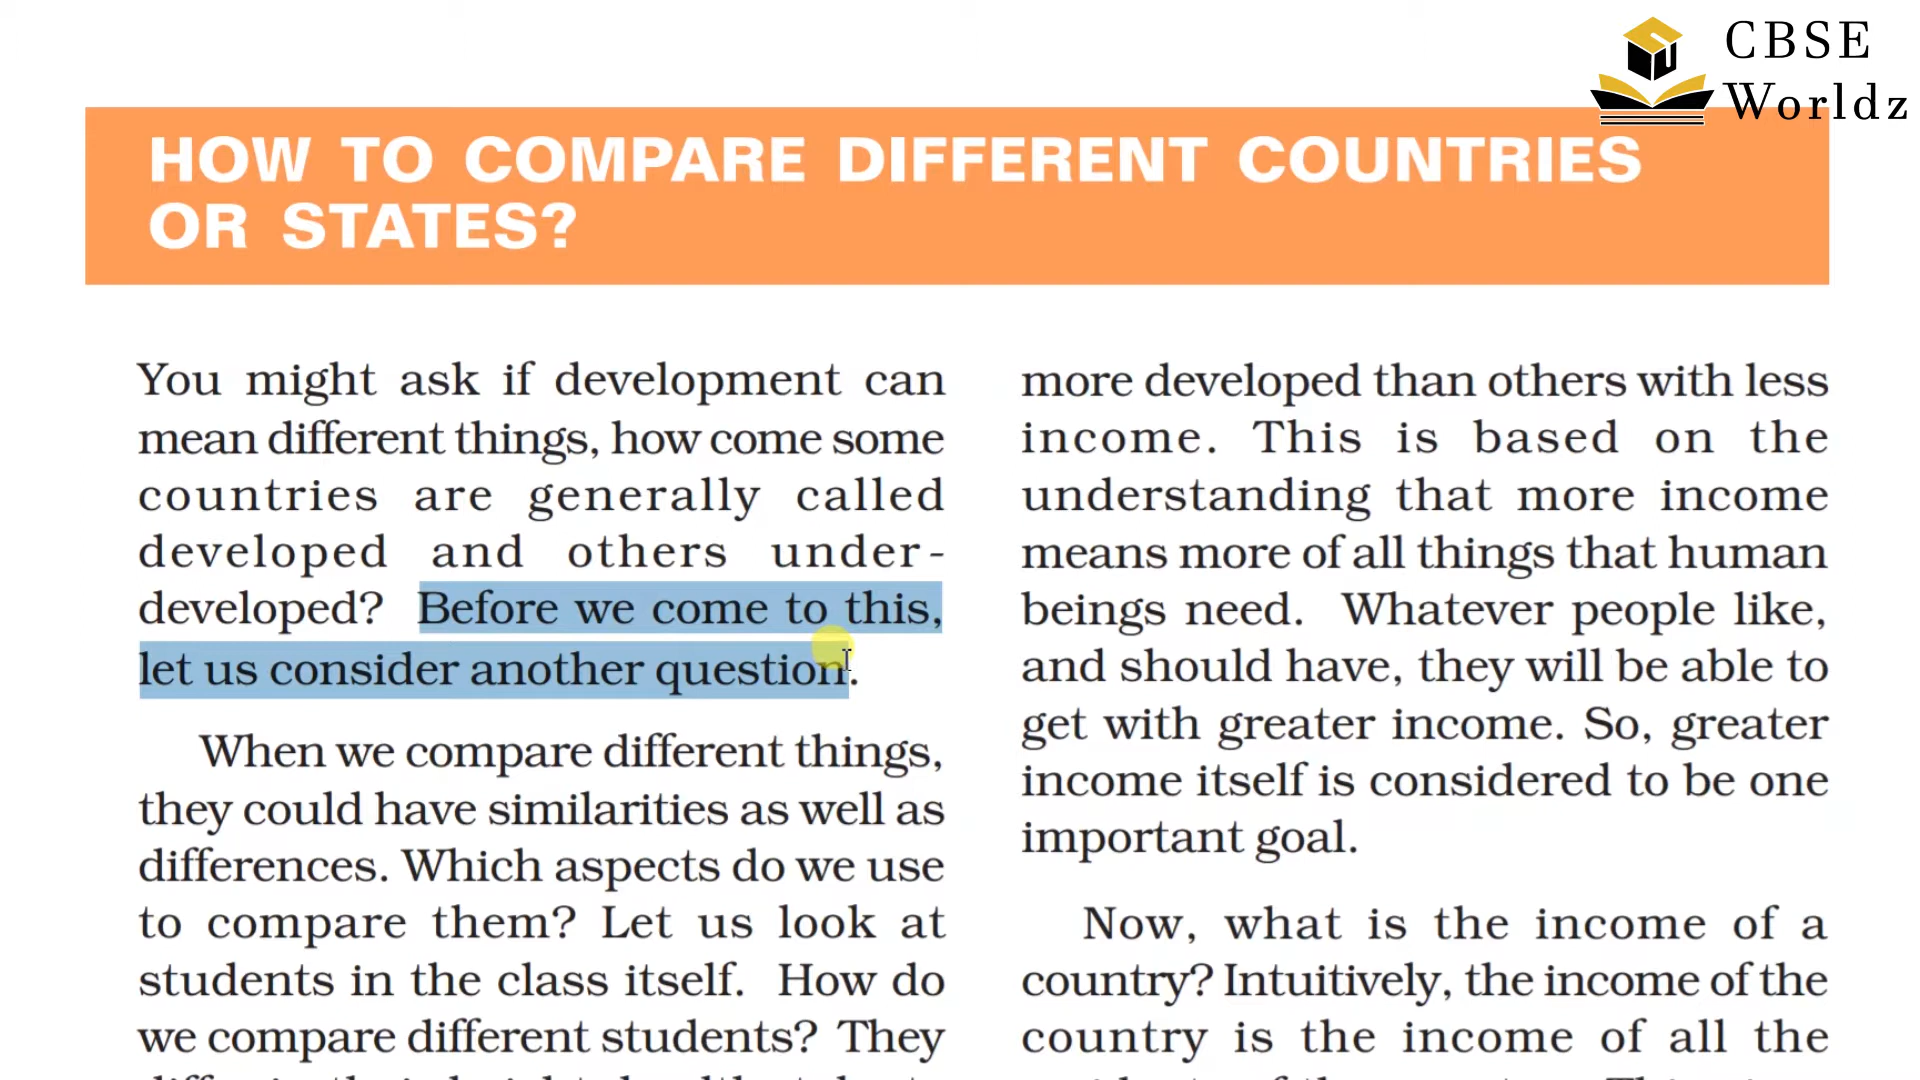 CBSE
Worldz
HOW TO COMPARE DIFFERENT COUNTRIES
OR STATES?
You might ask if development can
mean different things, how come some
countries are generally called
developed and others under-
developed? Before we come to this,
let us consider another question.
When we compare different things,
they could have similarities as well as
differences. Which aspects do we use
to compare them? Let us look at
students in the class itself. How do
we compare different students? They
more developed than others with less
income. This is based on the
understanding that more income
means more of all things that human
beings need. Whatever people like,
and should have, they will be able to
get with greater income. So, greater
income itself is considered to be one
important goal.
Now, what is the income of a
country? Intuitively, the income of the
country is the income of all the